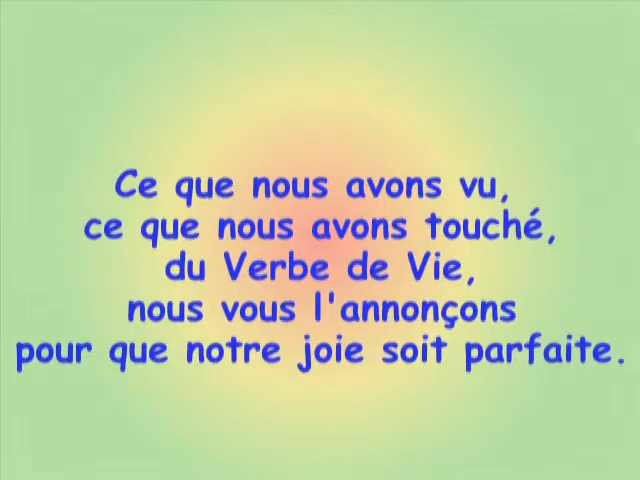 Ce que nous avons vu,
ce que nous avons touché,
du Verbe de Vie,
nous vous l'annonçons
pour que notre joie soit parfaite.